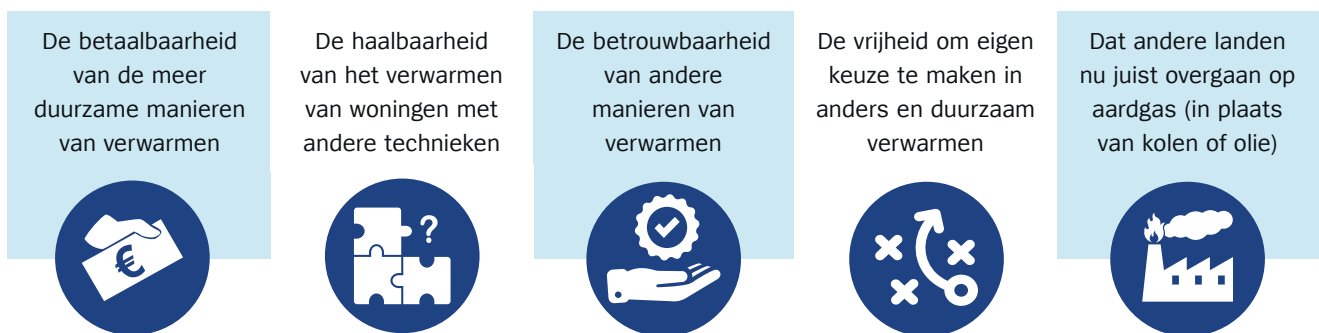 De betaalbaarheid
van de meer
duurzame manieren
van verwarmen
De haalbaarheid
van het verwarmen
van woningen met
andere technieken
De betrouwbaarheid
van andere
manieren van
verwarmen
De vrijheid om eigen
keuze te maken in
anders en duurzaam
verwarmen
Dat andere landen
nu juist overgaan op
aardgas (in plaats
van kolen of olie)
€
?